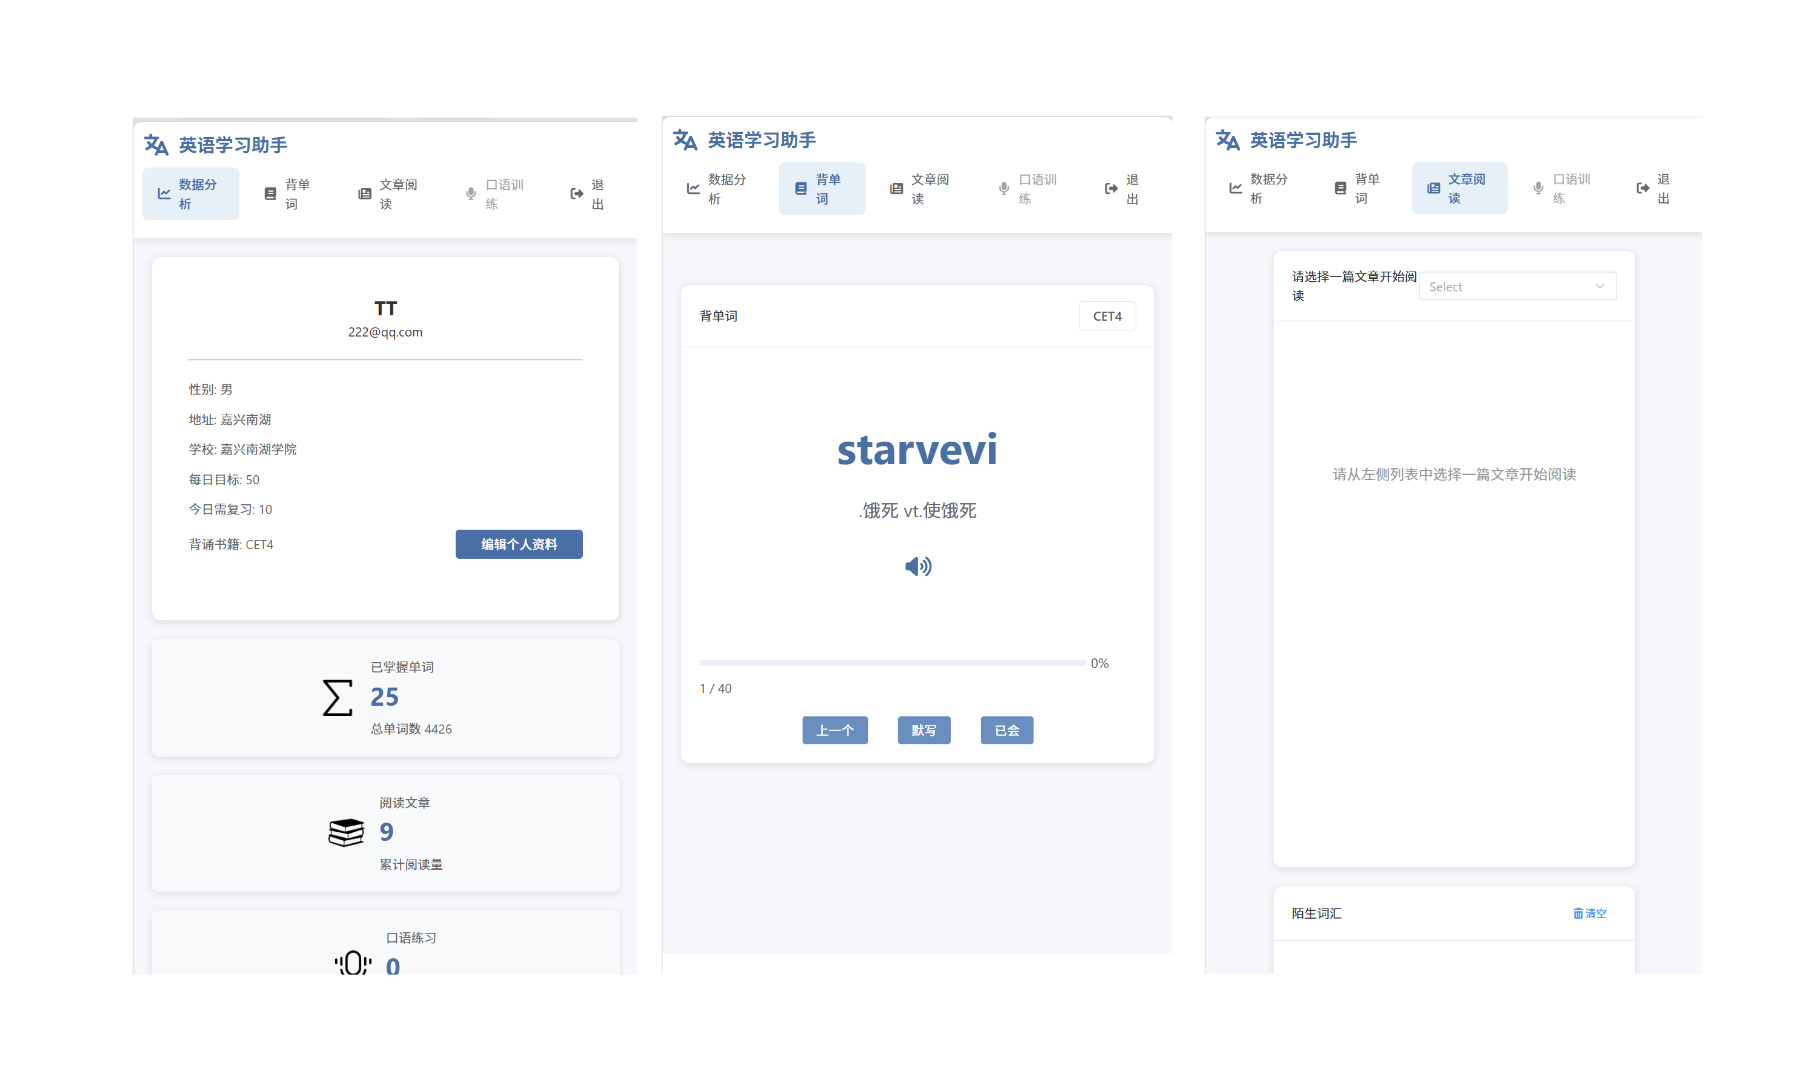 英语学习助手
数据分
析
背单
词
文章阅
读
口语训
练
退
出
TT
222@qq.com
性别: 男
地址: 嘉兴南湖
学校: 嘉兴南湖学院
每日目标: 50
今日需复习: 10
背诵书籍: CET4
编辑个人资料
已掌握单词
25
总单词数 4426
阅读文章
9
累计阅读量
口语练习
0
英语学习助手
数据分
析
背单
词
文章阅
读
口语训
练
退
出
背单词
CET4
starvevi
.饿死 vt.使饿死
0%
1 / 40
上一个
默写
已会
英语学习助手
数据分
析
背单
词
文章阅
读
口语训
练
退
出
请选择一篇文章开始阅
读
Select
请从左侧列表中选择一篇文章开始阅读
陌生词汇
清空